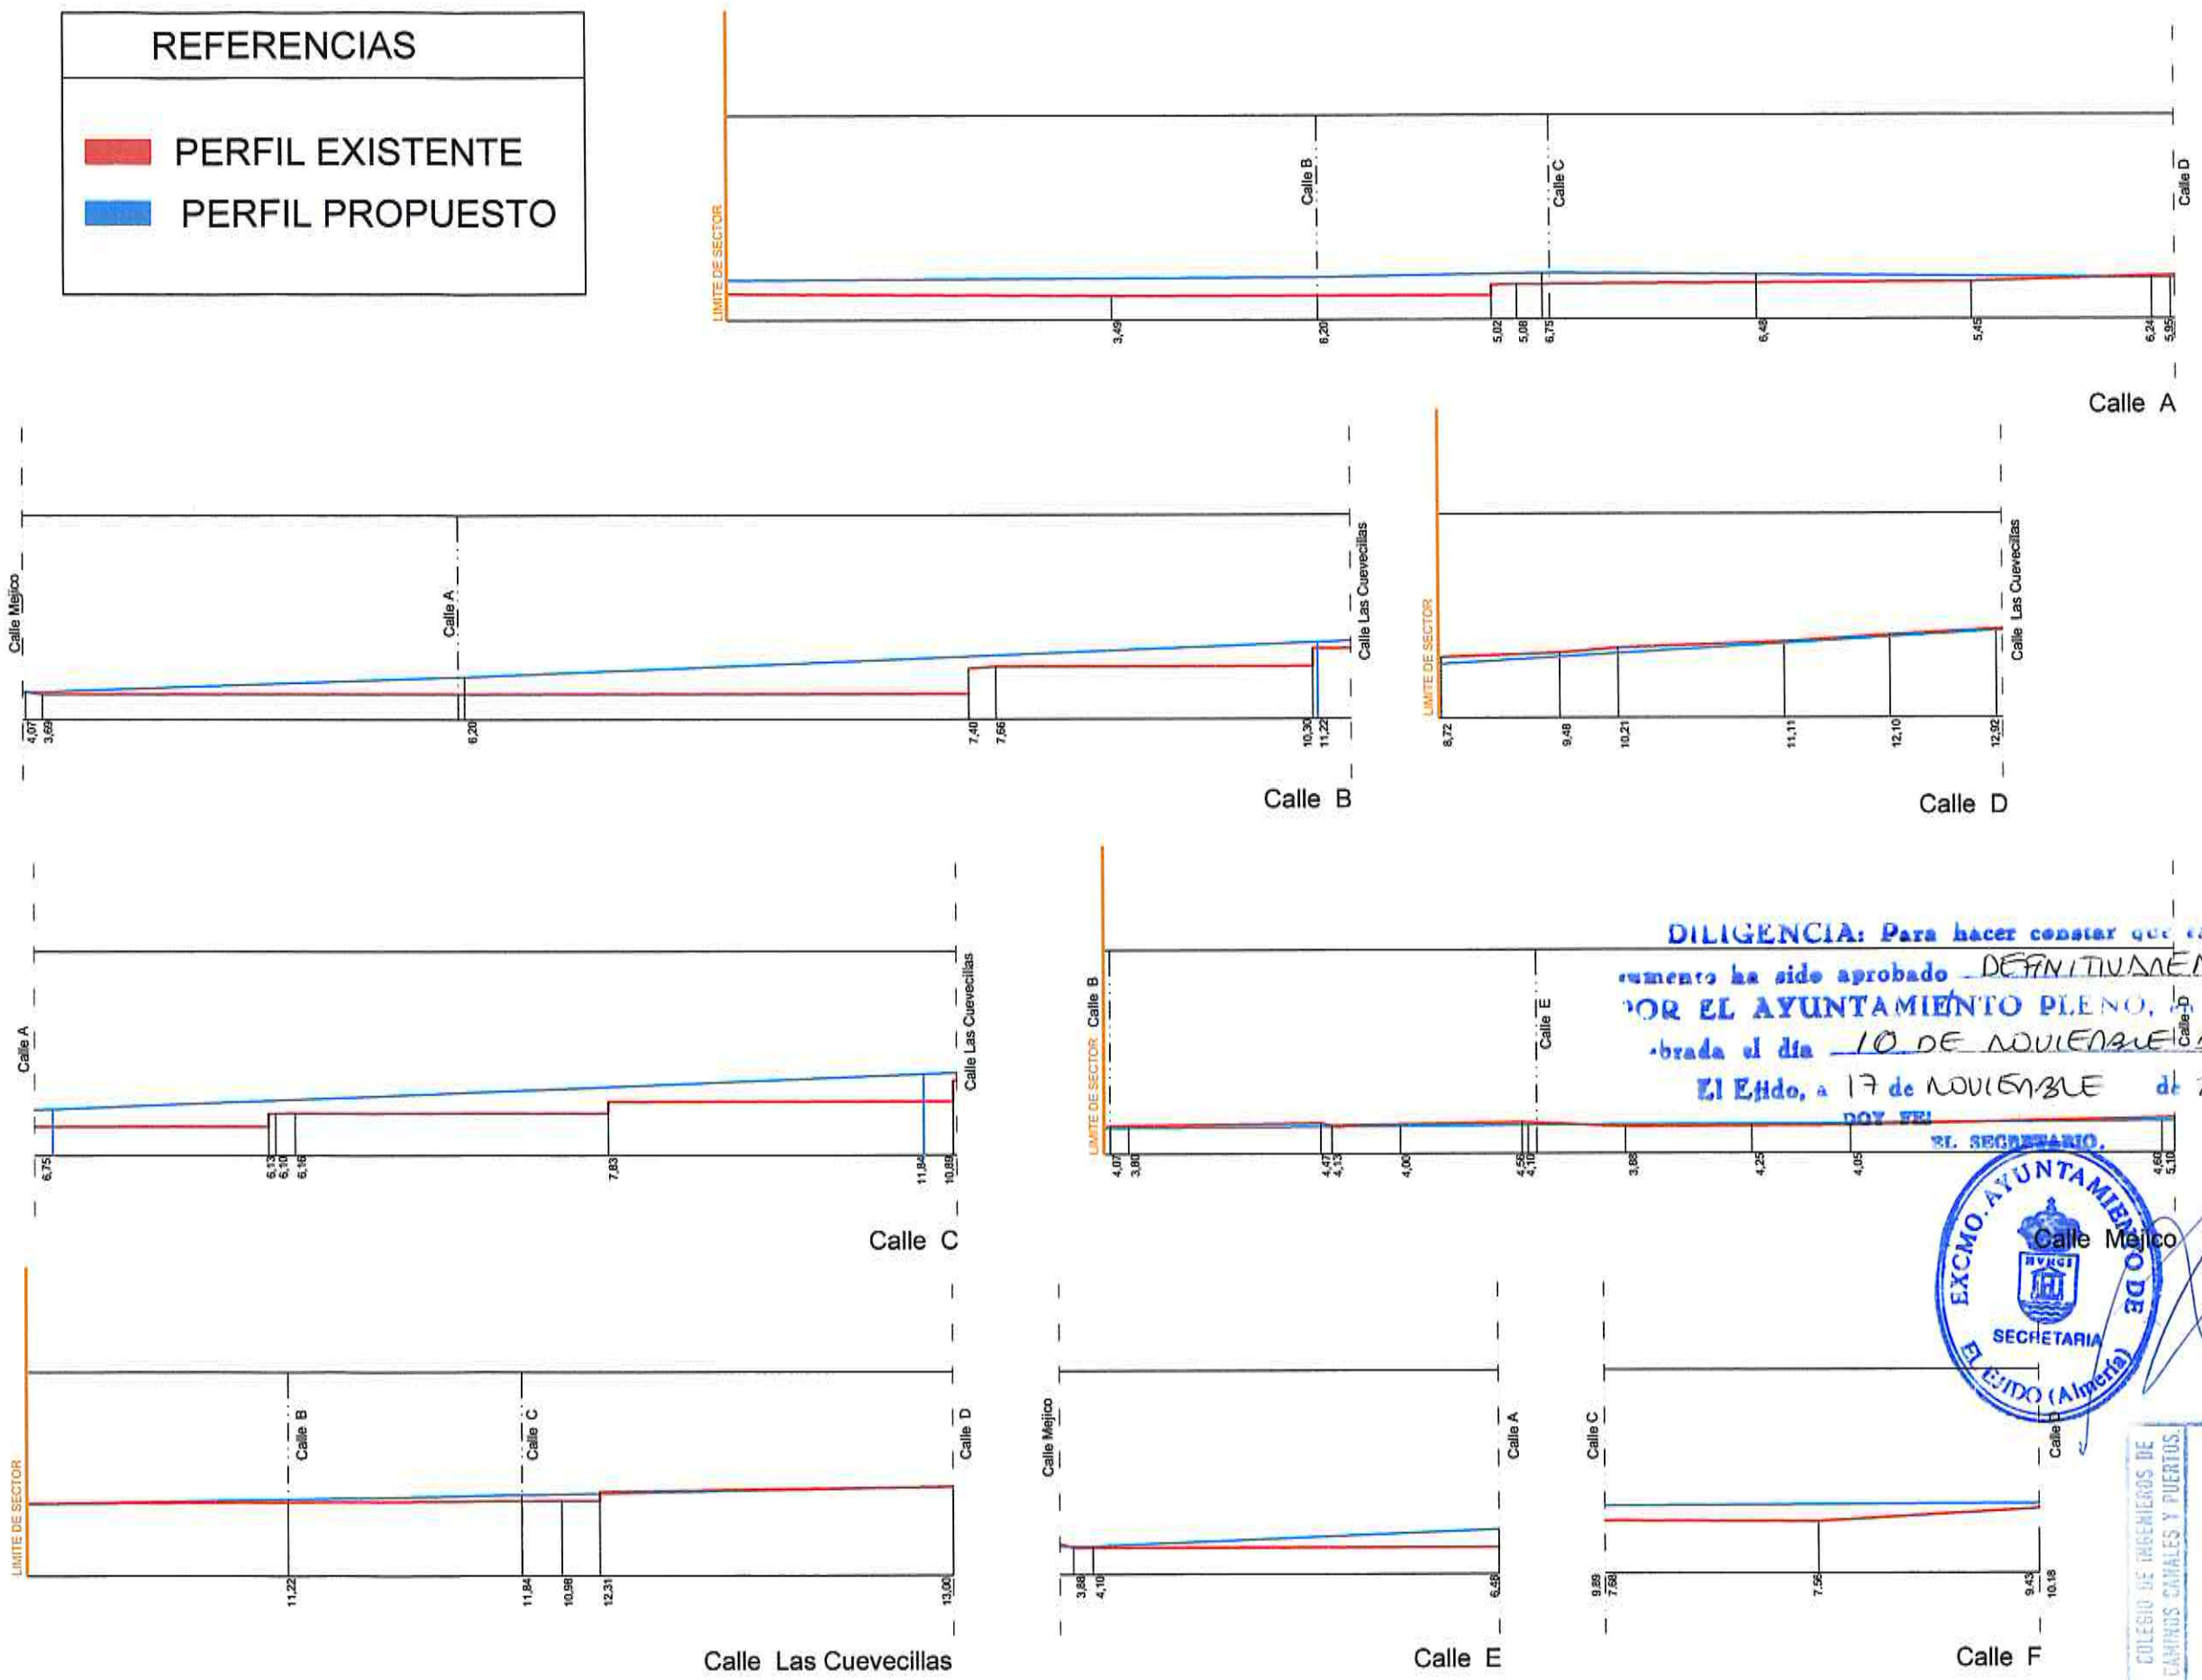 REFERENCIAS
PERFIL EXISTENTE
PERFIL PROPUESTO
LIMITE DE SECTOR
Calle B
Calle C
Calle D
3,49
6,20
5,02
5,08
6,75
6,48
5,45
6,24
5,95
Calle A
Calle Mejico
Calle A
Calle Las Cuevecillas
4,07
3,69
6,20
7,40
7,66
10,30
11,22
Calle B
LIMITE DE SECTOR
Calle Las Cuevecillas
8,72
9,48
10,21
11,11
12,10
12,92
Calle D
Calle A
Calle Las Cuevecillas
6,75
6,13
6,10
6,16
7,83
11,84
10,89
Calle C
LIMITE DE SECTOR
Calle B
Calle E
Calle D
4,07
3,80
4,47
4,13
4,00
4,56
4,10
3,88
4,25
4,05
4,60
5,10
Calle Mejico
DILIGENCIA: Para hacer constar que
umento ha sido aprobado DEFINITIVAMEN
POR EL AYUNTAMIENTO PLENO,
brada el día 10 DE NOVIEMBRE
El Ejido, a 17 de NOVIEMBRE de
DOY FE:
EL SECRETARIO,
EXCMO. AYUNTAMIENTO DE
SECRETARIA
EL EJIDO (Almería)
LIMITE DE SECTOR
Calle B
Calle C
Calle D
11,22
11,84
10,98
12,31
13,00
Calle Las Cuevecillas
Calle Mejico
Calle A
3,88
4,10
6,48
Calle E
Calle C
Calle D
9,89
7,68
7,56
9,43
10,18
Calle F
COLEGIO DE INGENIEROS DE
CAMINOS CANALES Y PUERTOS.